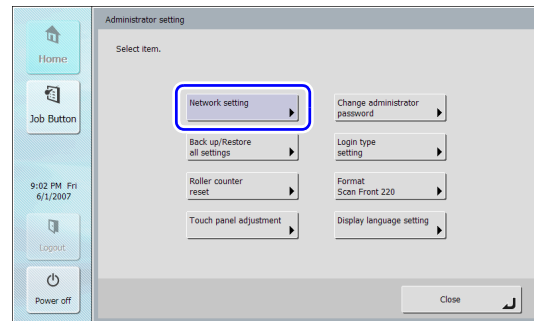 Administrator setting
Select item.
Home
Job Button
9:02 PM Fri
6/1/2007
Logout
Power off
Network setting
Change administrator
password
Back up/Restore
all settings
Login type
setting
Roller counter
reset
Format
Scan Front 220
Touch panel adjustment
Display language setting
Close